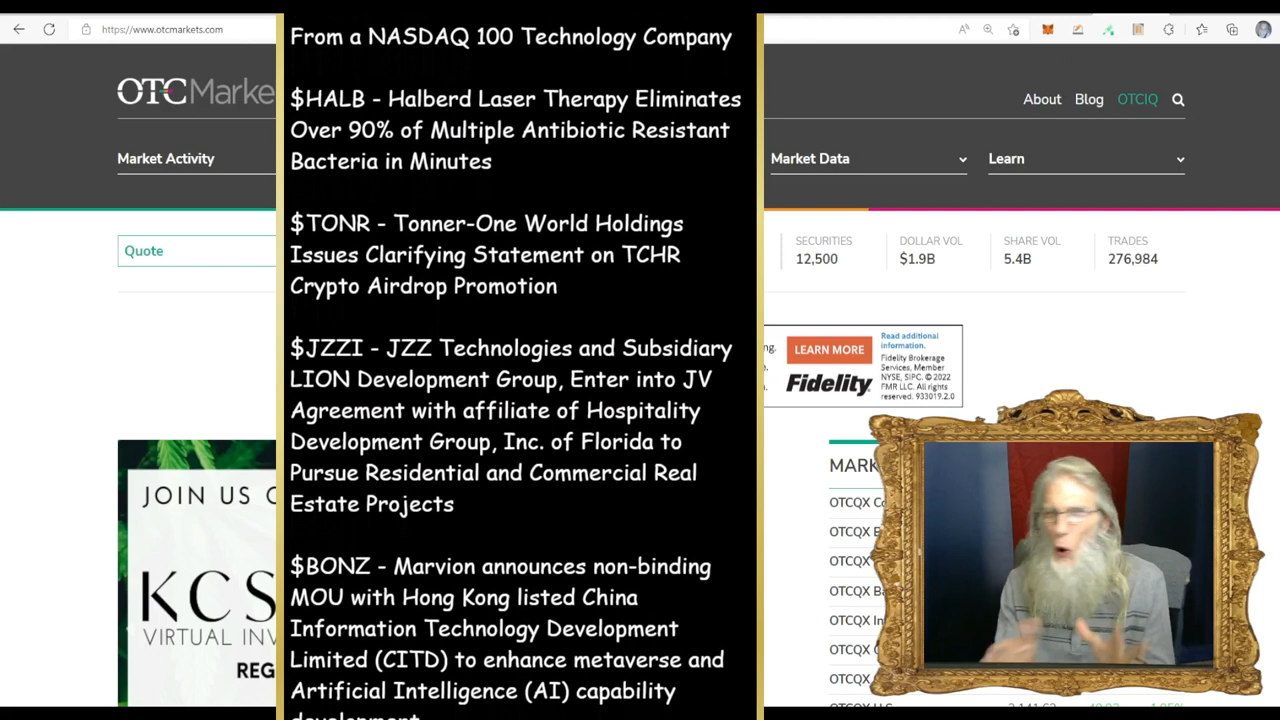 https://www.otcmarkets.com
From a NASDAQ 100 Technology Company
$HALB - Halberd Laser Therapy Eliminates
Over 90% of Multiple Antibiotic Resistant
Bacteria in Minutes
$TONR - Tonner-One World Holdings
Issues Clarifying Statement on TCHR
Crypto Airdrop Promotion
$JZZI - JZZ Technologies and Subsidiary
LION Development Group, Enter into JV
Agreement with affiliate of Hospitality
Development Group, Inc. of Florida to
Pursue Residential and Commercial Real
Estate Projects
$BONZ - Marvion announces non-binding
MOU with Hong Kong listed China
Information Technology Development
Limited (CITD) to enhance metaverse and
Artificial Intelligence (AI) capability
development
OTCMarke
About Blog OTCIQ
Market Activity
Market Data
Learn
Quote
SECURITIES DOLLAR VOL SHARE VOL TRADES
12,500 $1.9B 5.4B 276,984
ng.
LEARN MORE
Fidelity
Read additional
information.
Fidelity Brokerage
Services, Member
NYSE, SIPC. © 2022
FMR LLC. All rights
reserved. 933019.2.0
JOIN US
KCS
VIRTUAL INV
REG
MARK
OTCQX
OTCQX B
OTCQX
OTCQX Ba
OTCQX In
OTCQX
OTCQX